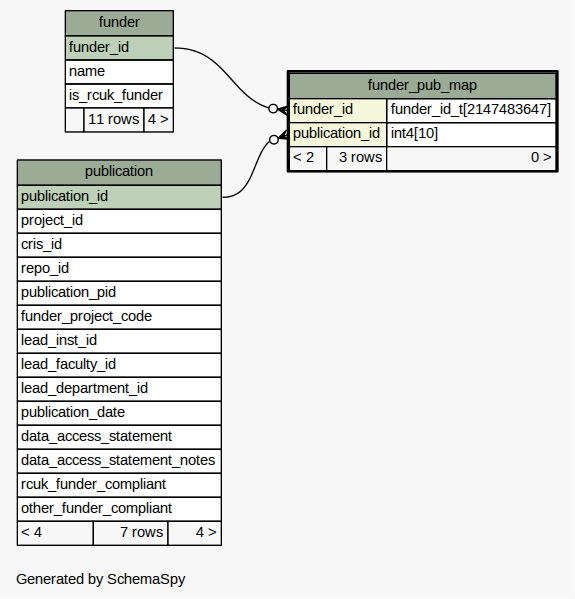 funder
funder_id
name
is_rcuk_funder
11 rows 4 >
funder_pub_map
funder_id funder_id_t[2147483647]
publication_id int4[10]
< 2 3 rows 0 >
publication
publication_id
project_id
cris_id
repo_id
publication_pid
funder_project_code
lead_inst_id
lead_faculty_id
lead_department_id
publication_date
data_access_statement
data_access_statement_notes
rcuk_funder_compliant
other_funder_compliant
< 4 7 rows 4 >
Generated by SchemaSpy